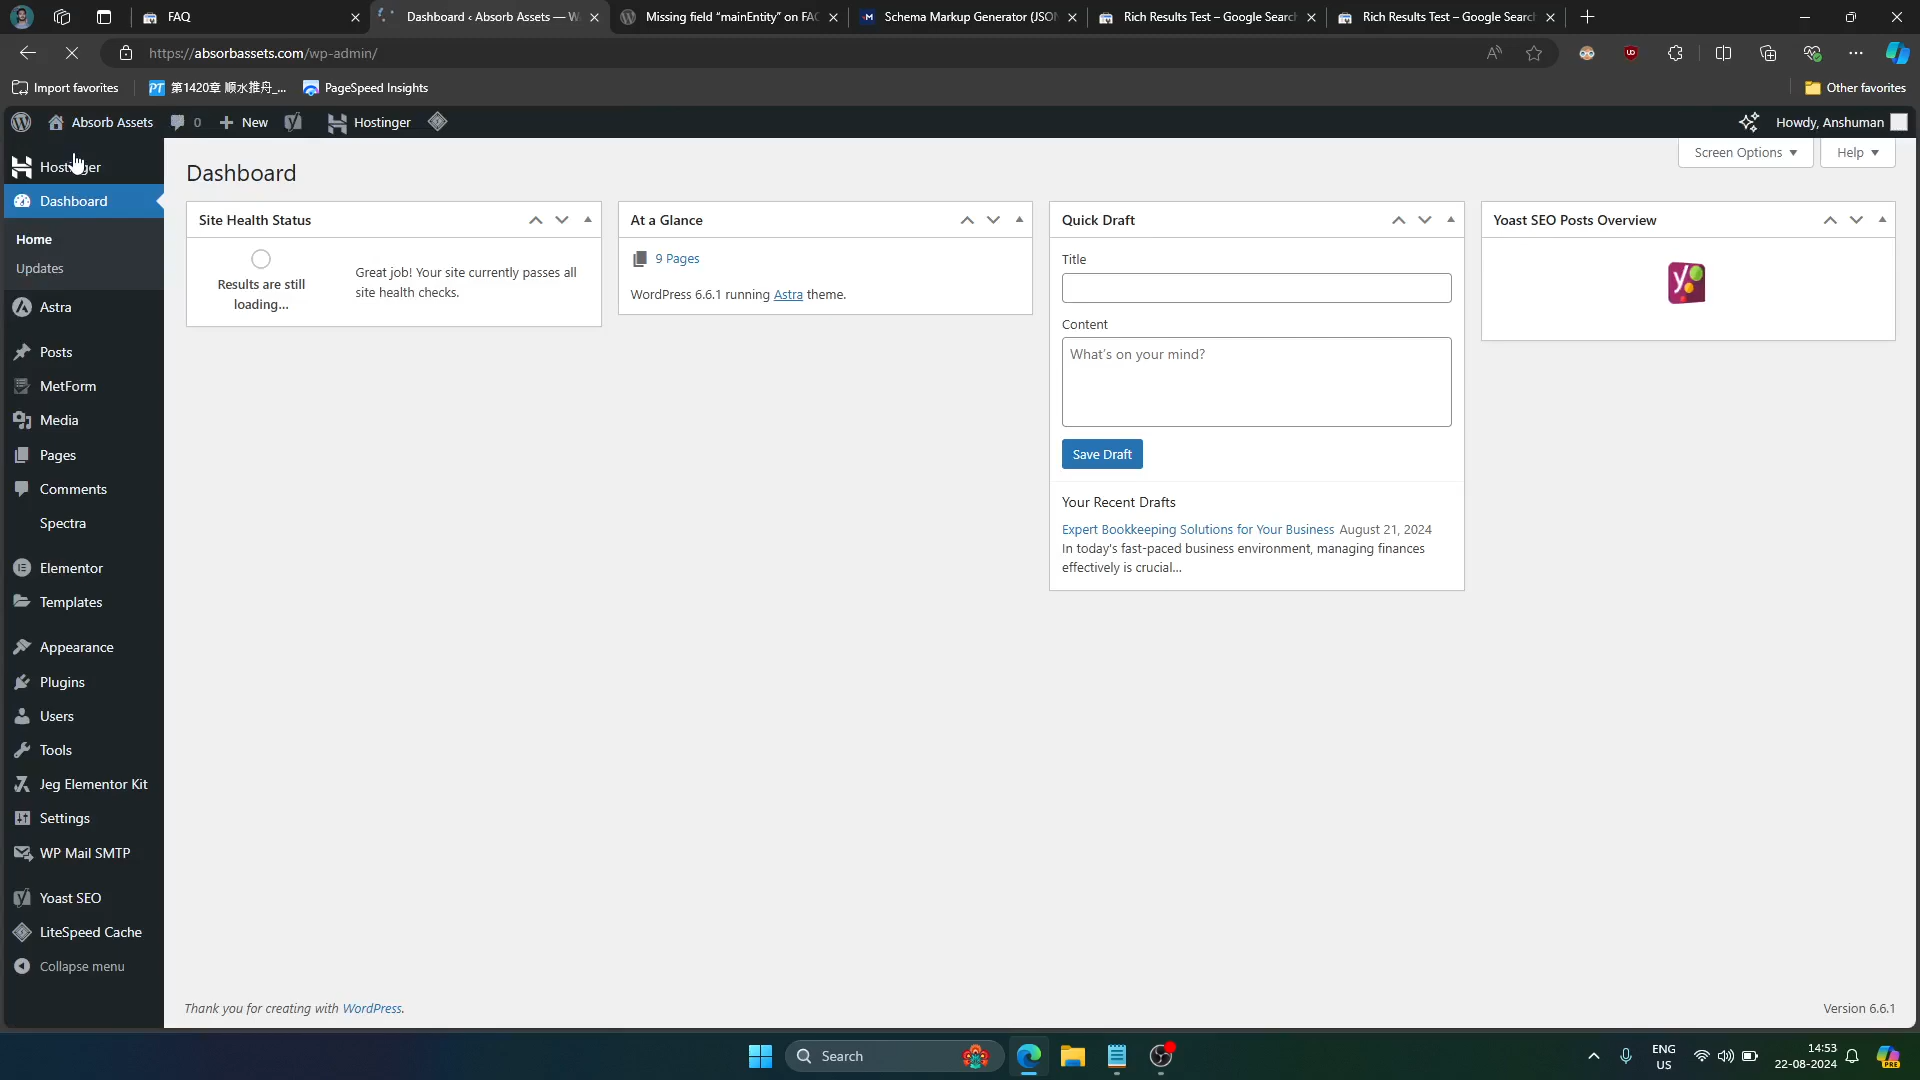 FAQ
Dashboard ‹ Absorb Assets — W
Missing field "mainEntity" on FAQ
Schema Markup Generator (JSON
Rich Results Test – Google Search
Rich Results Test – Google Search
https://absorbassets.com/wp-admin/
Import favorites
第1420章 顺水推舟_...
PageSpeed Insights
Other favorites
Absorb Assets
0
New
Hostinger
Howdy, Anshuman
Hostinger
Dashboard
Home
Updates
Astra
Posts
MetForm
Media
Pages
Comments
Spectra
Elementor
Templates
Appearance
Plugins
Users
Tools
Jeg Elementor Kit
Settings
WP Mail SMTP
Yoast SEO
LiteSpeed Cache
Collapse menu
Dashboard
Screen Options
Help
Site Health Status
Results are still
loading...
Great job! Your site currently passes all
site health checks.
At a Glance
9 Pages
WordPress 6.6.1 running Astra theme.
Quick Draft
Title
Content
What's on your mind?
Save Draft
Your Recent Drafts
Expert Bookkeeping Solutions for Your Business August 21, 2024
In today's fast-paced business environment, managing finances
effectively is crucial...
Yoast SEO Posts Overview
Thank you for creating with WordPress.
Version 6.6.1
Search
ENG
US
14:53
22-08-2024
PRE